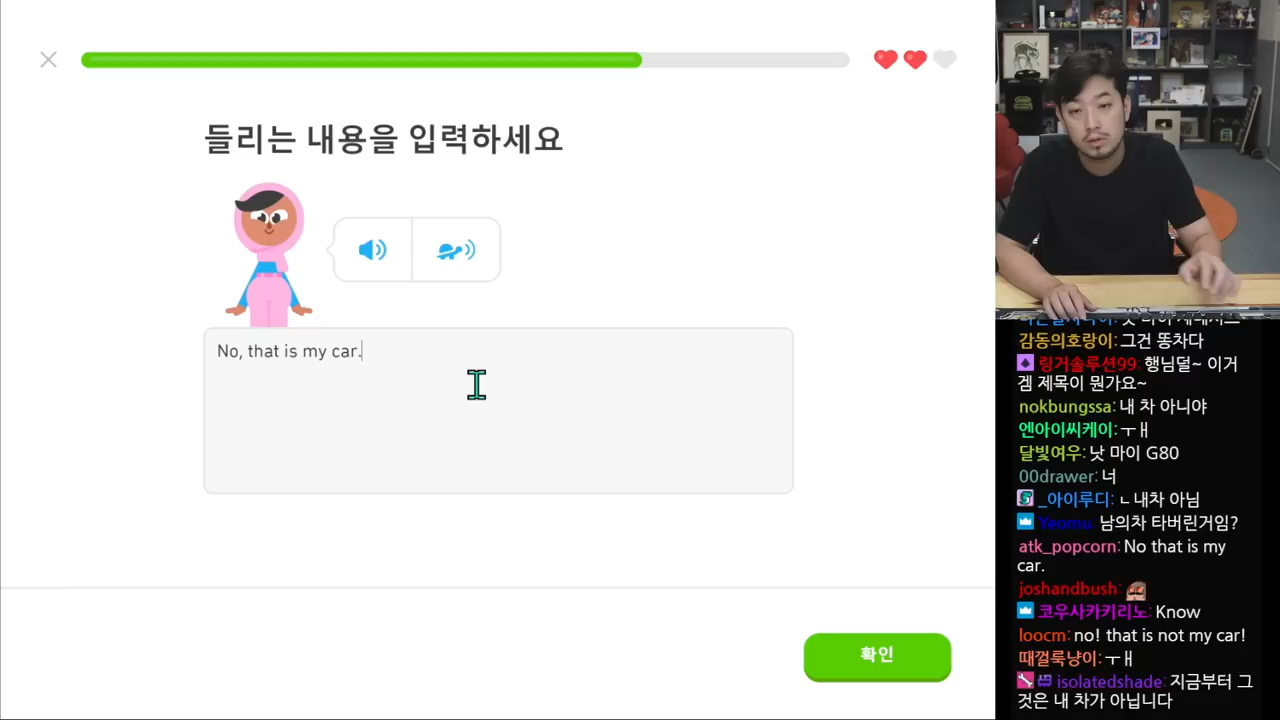 들리는 내용을 입력하세요
No, that is my car.
확인
감동의호랑이: 그건 똥차다
링거솔루션99: 행님덜~ 이거
겜 제목이 뭔가요~
nokbungssa: 내 차 아니야
엔아이씨케이: ㅜㅐ
달빛여우: 낫 마이 G80
00drawer: 너
_아이루디: ㄴ내차 아님
Yeomu: 남의차 타버린거임?
atk_popcorn: No that is my
car.
joshandbush:
코우사카키리노: Know
loocm: no! that is not my car!
때껄룩냥이: ㅜㅐ
isolatedshade: 지금부터 그
것은 내 차가 아닙니다